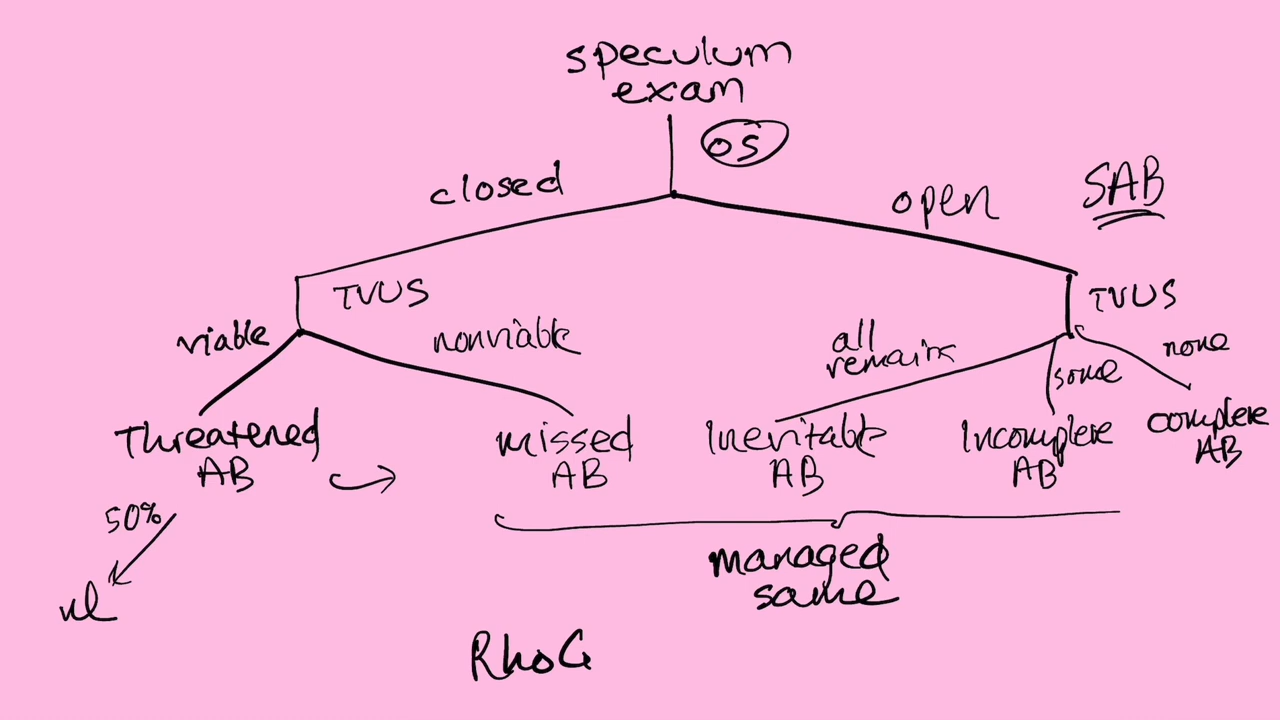 speculum
exam
os
closed
open
SAB
TVUS
TVUS
viable
nonviable
all
remains
some
none
Threatened
AB
missed
AB
Inevitable
AB
Incomplete
AB
complete
AB
50%
nl
managed
same
RhoG